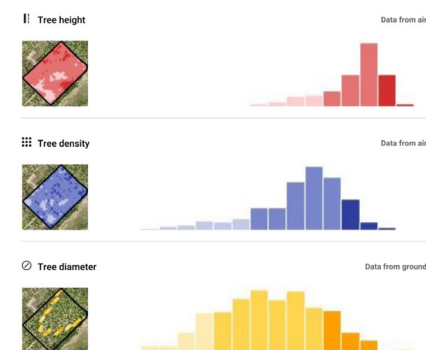 Tree height
Data from air
Tree density
Data from air
Tree diameter
Data from ground